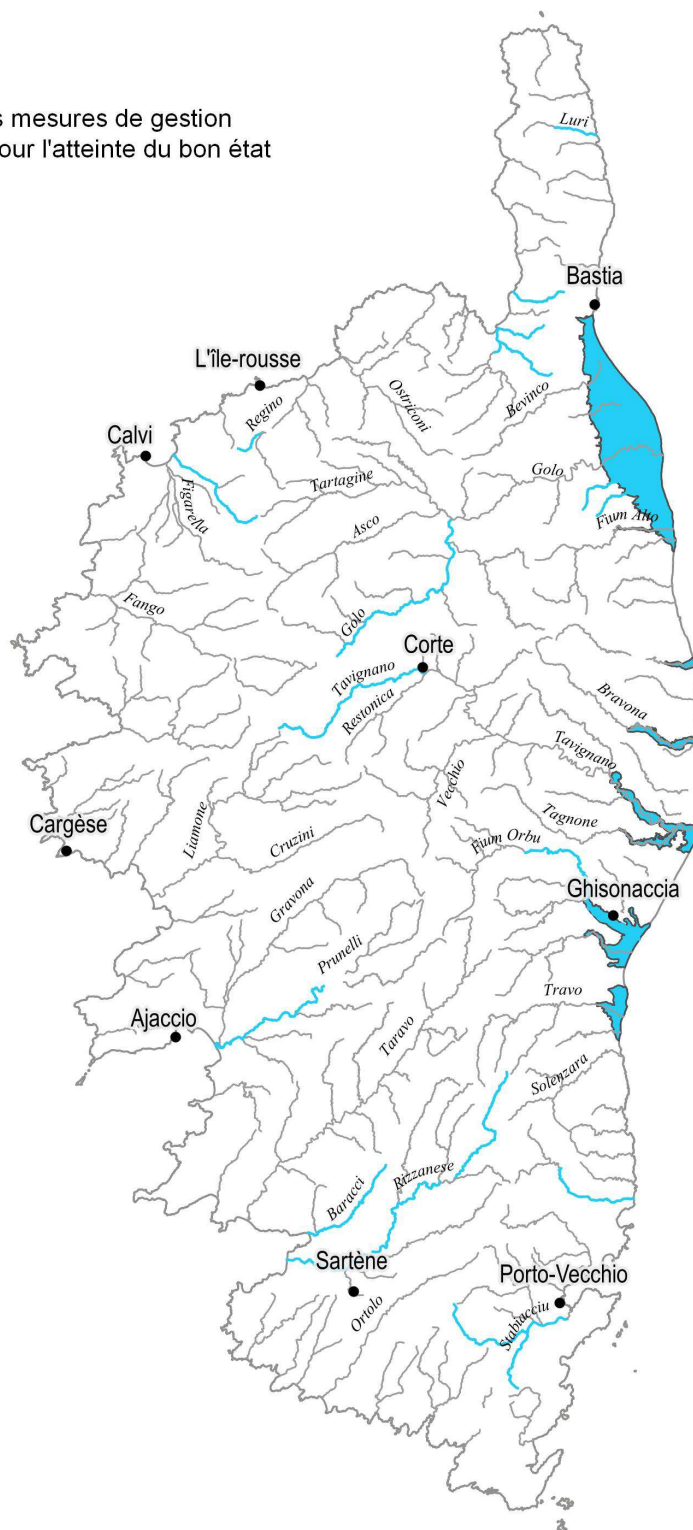 s mesures de gestion
our l'atteinte du bon état
Luri
Bastia
L'île-rousse
Regino
Ostriconi
Bevinco
Calvi
Figarella
Tartagine
Golo
Asco
Fium Alto
Fango
Golo
Corte
Tavignano
Restonica
Bravona
Tavignano
Vecchio
Cargèse
Liamone
Cruzini
Tagnone
Fium Orbu
Ghisonaccia
Gravona
Prunelli
Travo
Ajaccio
Taravo
Solenzara
Rizzanese
Baracci
Sartène
Porto-Vecchio
Ortolo
Stabiacciu